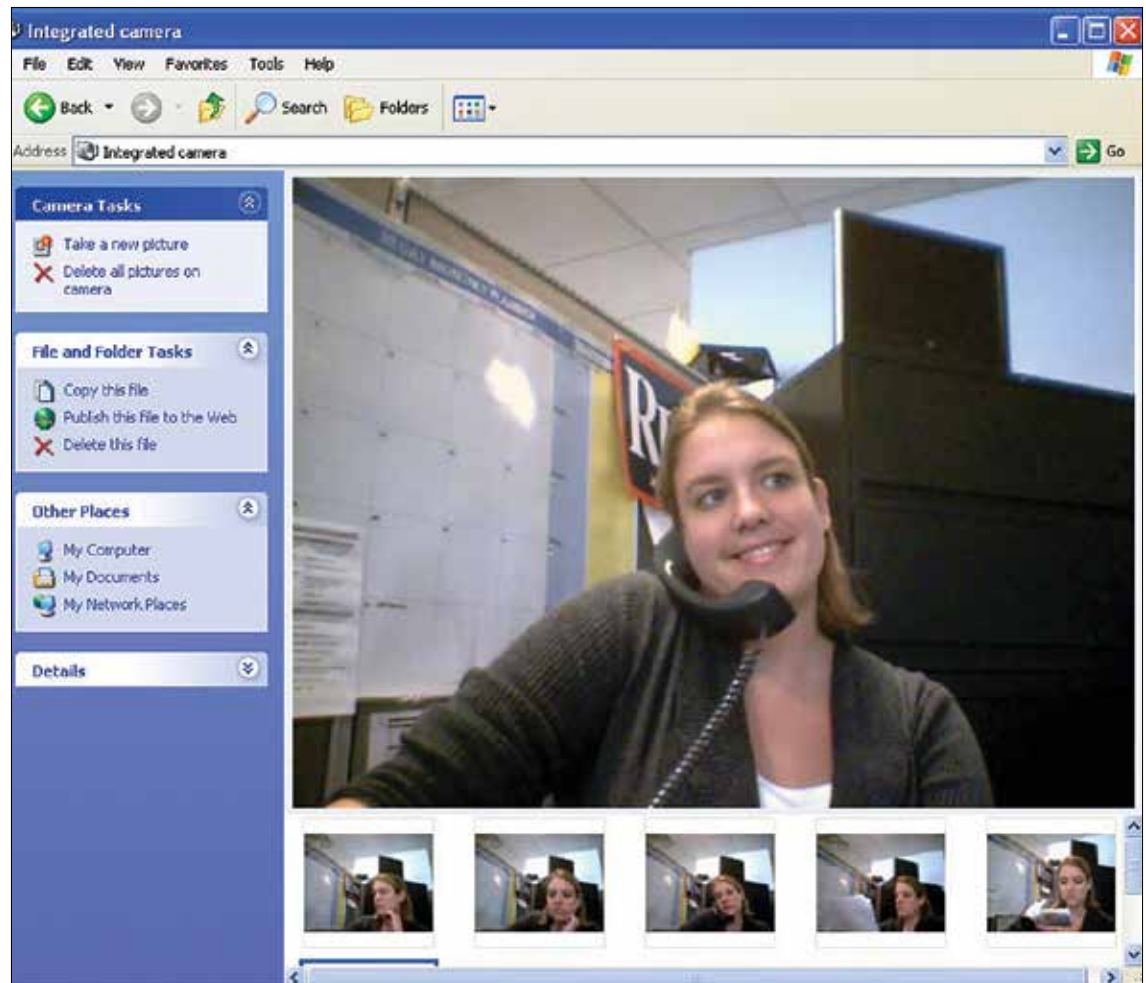 Integrated camera
File Edit View Favorites Tools Help
Back Search Folders
Address Integrated camera Go
Camera Tasks
Take a new picture
Delete all pictures on
camera
File and Folder Tasks
Copy this file
Publish this file to the Web
Delete this file
Other Places
My Computer
My Documents
My Network Places
Details
MONTHLY PLANNER